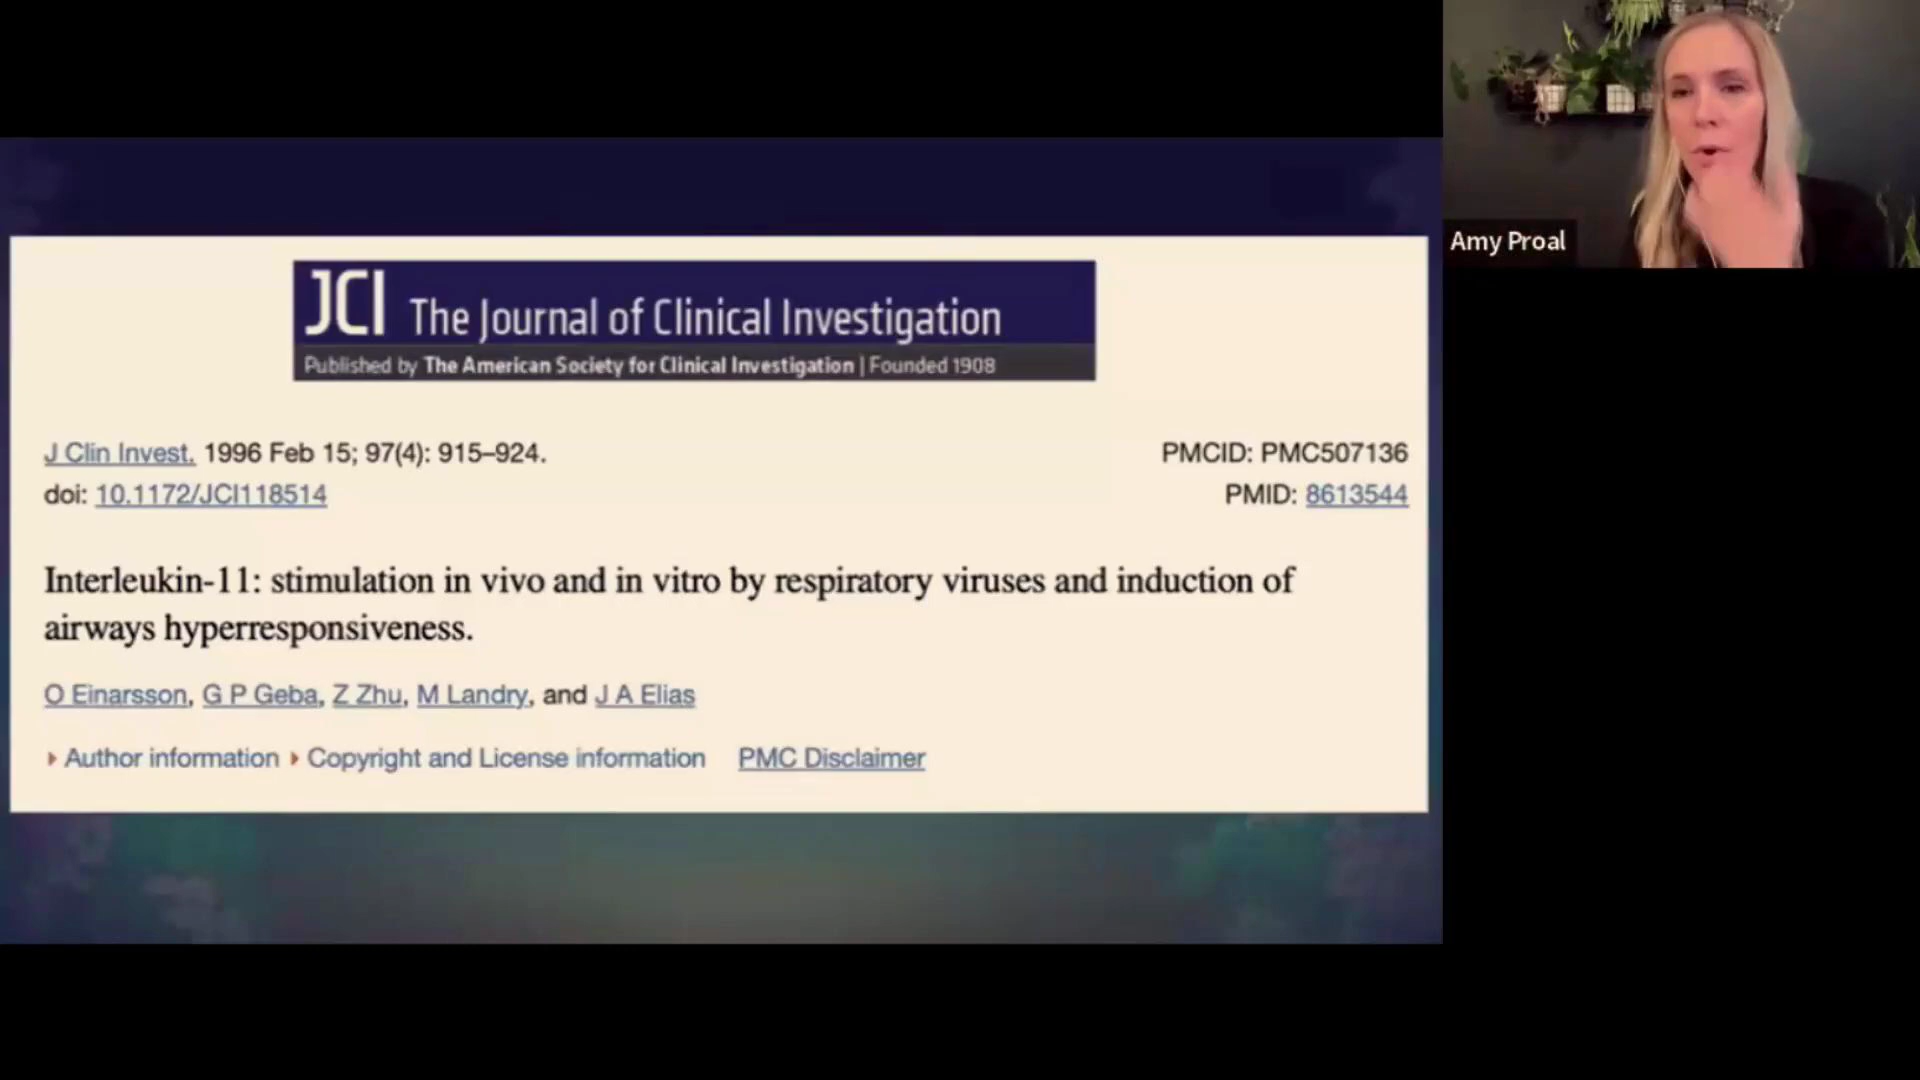 JCI The Journal of Clinical Investigation
Published by The American Society for Clinical Investigation | Founded 1908
J Clin Invest. 1996 Feb 15; 97(4): 915–924.
doi: 10.1172/JCI118514
PMCID: PMC507136
PMID: 8613544
Interleukin-11: stimulation in vivo and in vitro by respiratory viruses and induction of
airways hyperresponsiveness.
O Einarsson, G P Geba, Z Zhu, M Landry, and J A Elias
Author information Copyright and License information PMC Disclaimer
Amy Proal